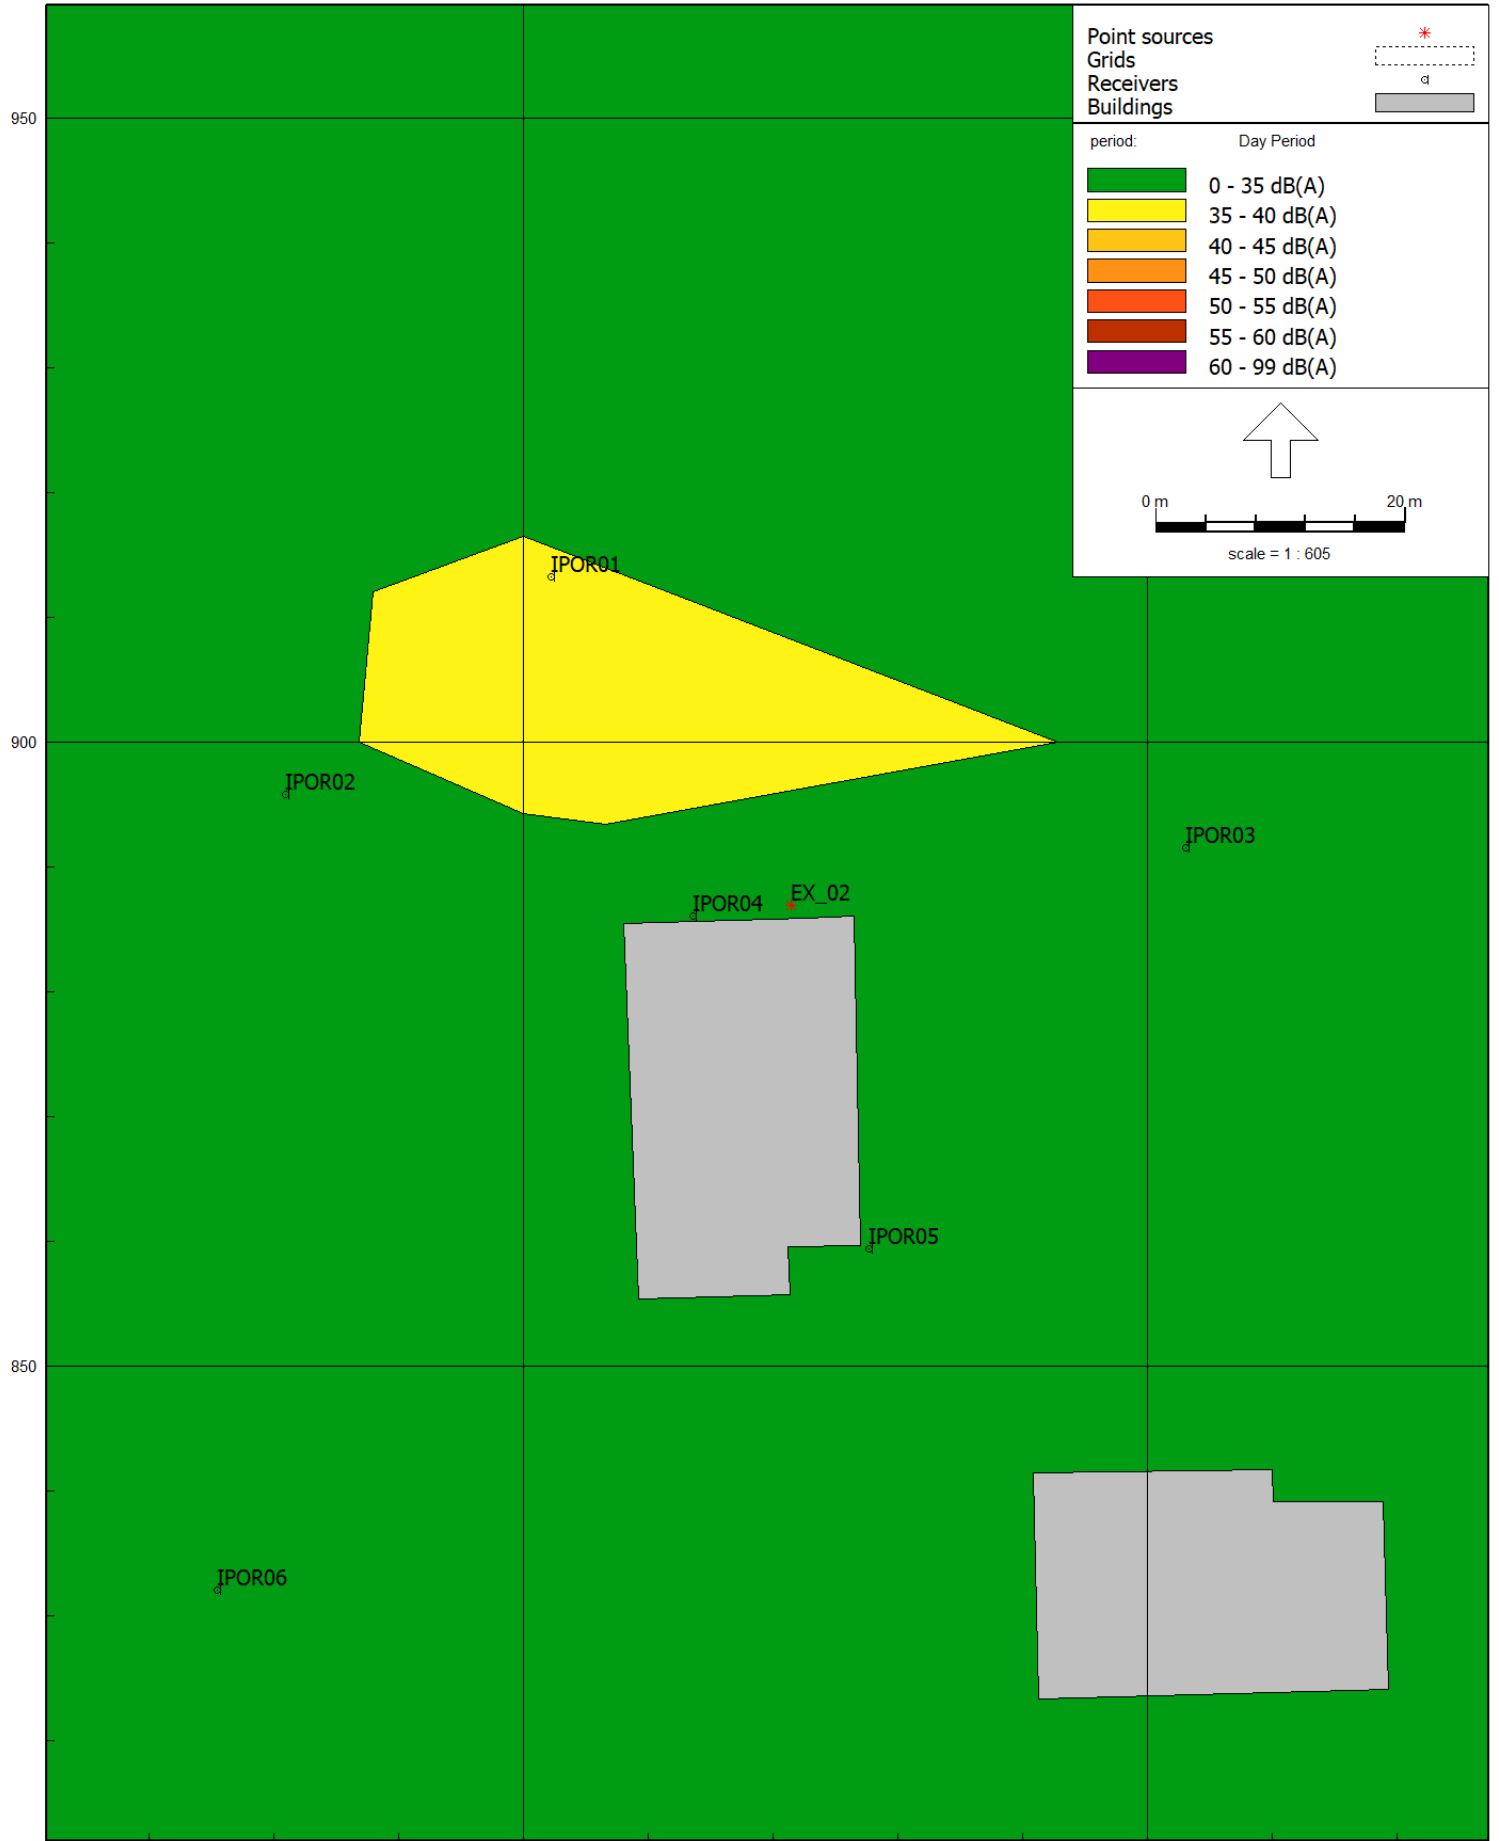 Point sources
Grids
Receivers
Buildings
period: Day Period
0 - 35 dB(A)
35 - 40 dB(A)
40 - 45 dB(A)
45 - 50 dB(A)
50 - 55 dB(A)
55 - 60 dB(A)
60 - 99 dB(A)
0 m 20 m
scale = 1 : 605
950
IPOR01
900
IPOR02
IPOR03
EX_02
IPOR04
IPOR05
850
IPOR06